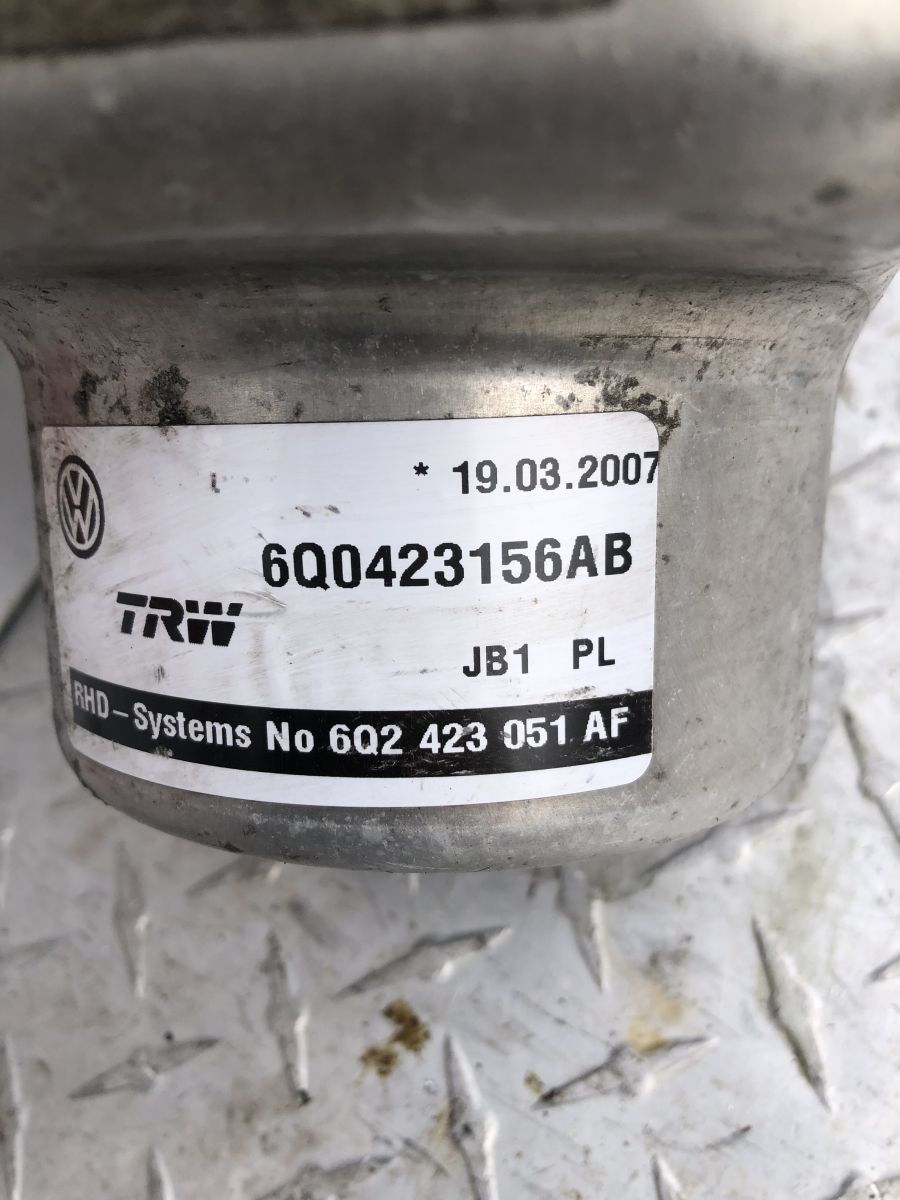 * 19.03.2007
6Q0423156AB
TRW
JB1 PL
RHD-Systems No 6Q2 423 051 AF